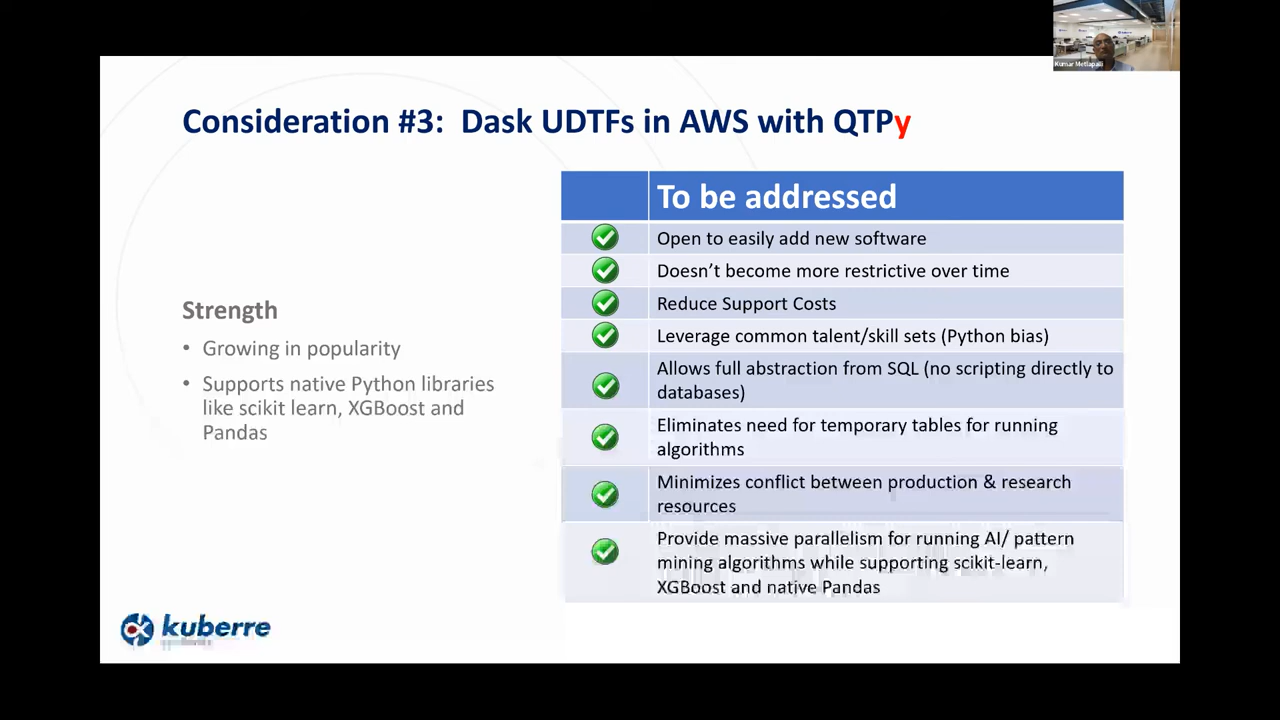 Kumar Metlapalli
Consideration #3: Dask UDTFs in AWS with QTPy
To be addressed
Open to easily add new software
Doesn't become more restrictive over time
Reduce Support Costs
Leverage common talent/skill sets (Python bias)
Allows full abstraction from SQL (no scripting directly to
databases)
Eliminates need for temporary tables for running
algorithms
Minimizes conflict between production & research
resources
Provide massive parallelism for running AI/ pattern
mining algorithms while supporting scikit-learn,
XGBoost and native Pandas
Strength
• Growing in popularity
• Supports native Python libraries
like scikit learn, XGBoost and
Pandas
kuberre